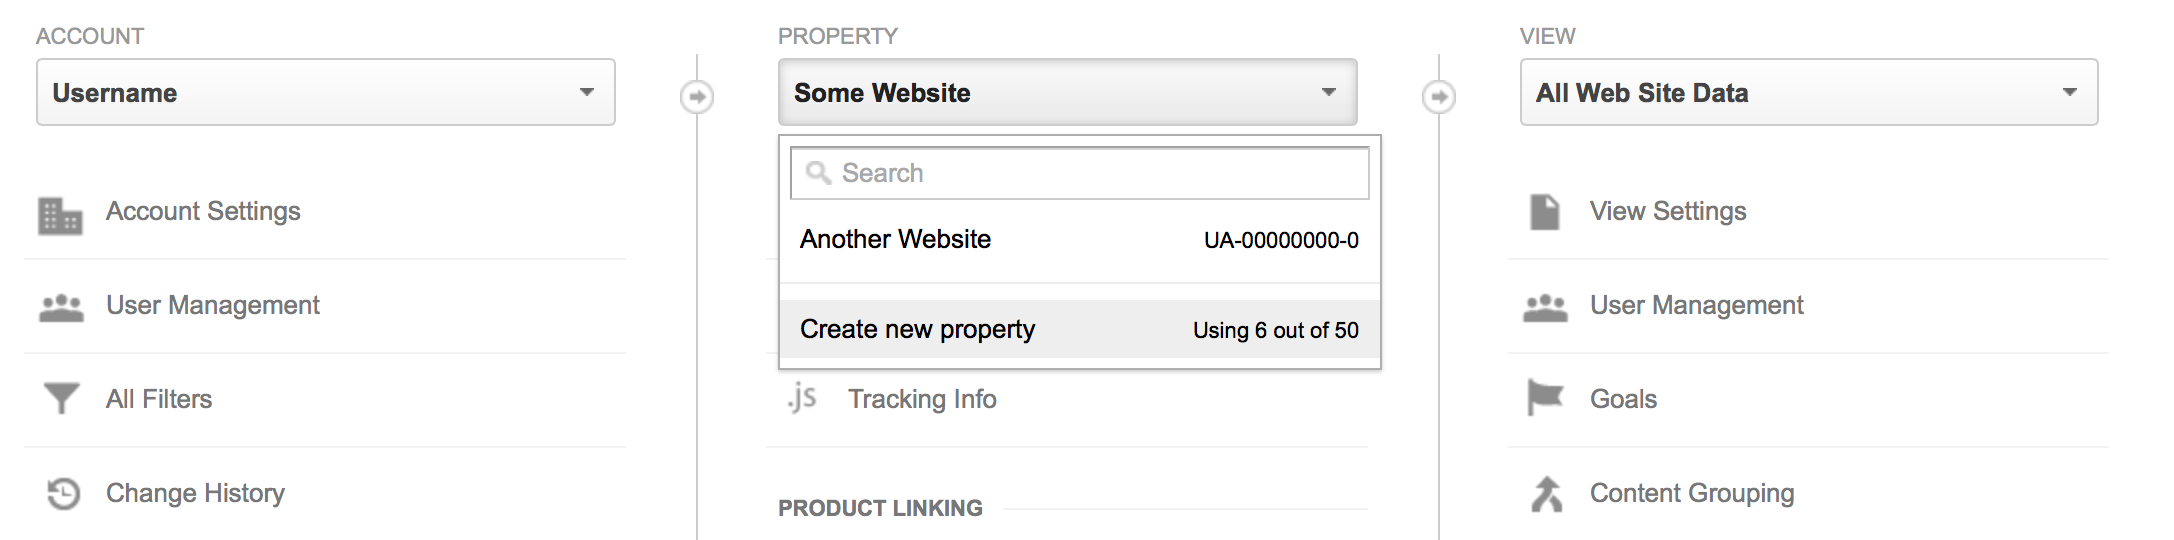 ACCOUNT
Username
Account Settings
User Management
All Filters
Change History
PROPERTY
Some Website
Search
Another Website UA-00000000-0
Create new property Using 6 out of 50
.js Tracking Info
PRODUCT LINKING
VIEW
All Web Site Data
View Settings
User Management
Goals
Content Grouping